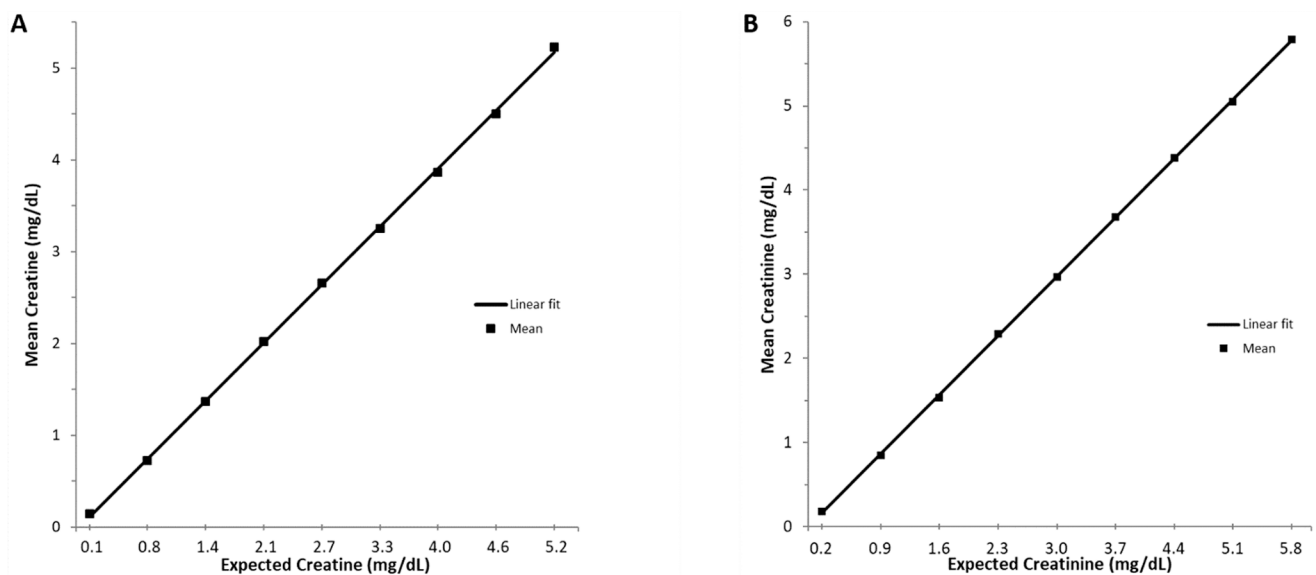 A
Mean Creatine (mg/dL)
5
4
3
2
1
0
Linear fit
Mean
0.1 0.8 1.4 2.1 2.7 3.3 4.0 4.6 5.2
Expected Creatine (mg/dL)
B
Mean Creatinine (mg/dL)
6
5
4
3
2
1
0
Linear fit
Mean
0.2 0.9 1.6 2.3 3.0 3.7 4.4 5.1 5.8
Expected Creatinine (mg/dL)